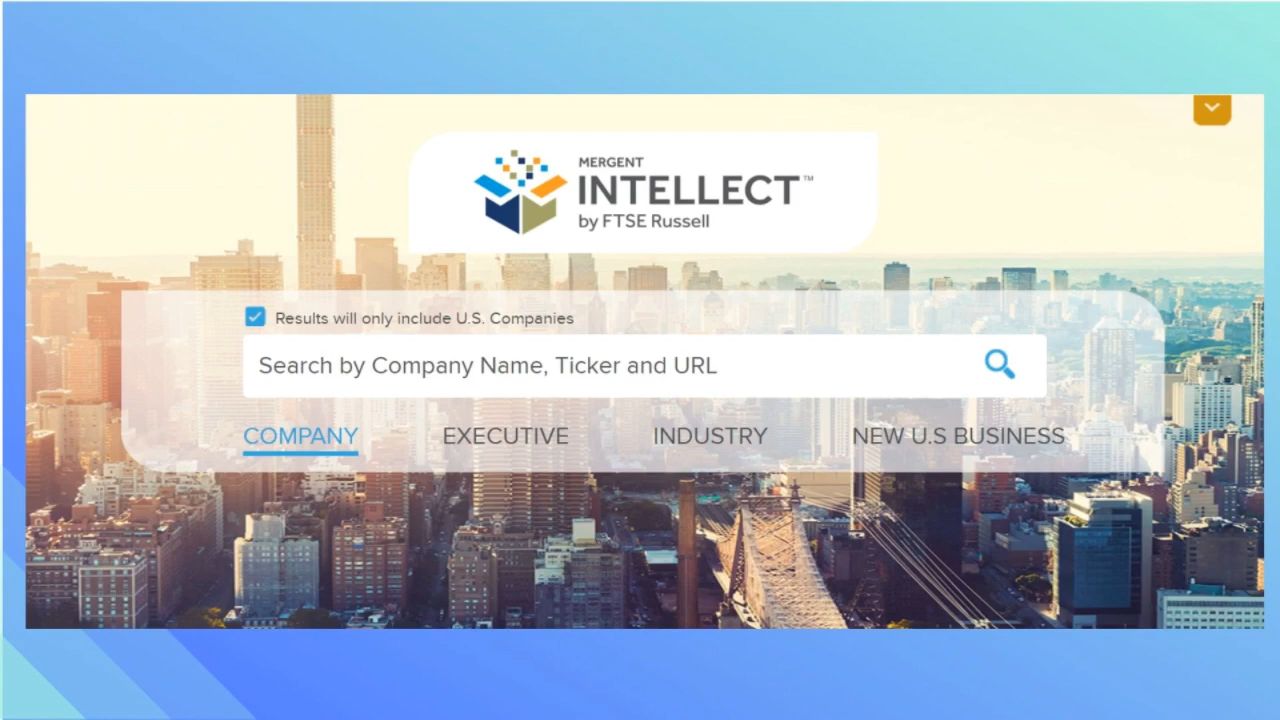 MERGENT
INTELLECT™
by FTSE Russell
Results will only include U.S. Companies
Search by Company Name, Ticker and URL
COMPANY EXECUTIVE INDUSTRY NEW U.S BUSINESS